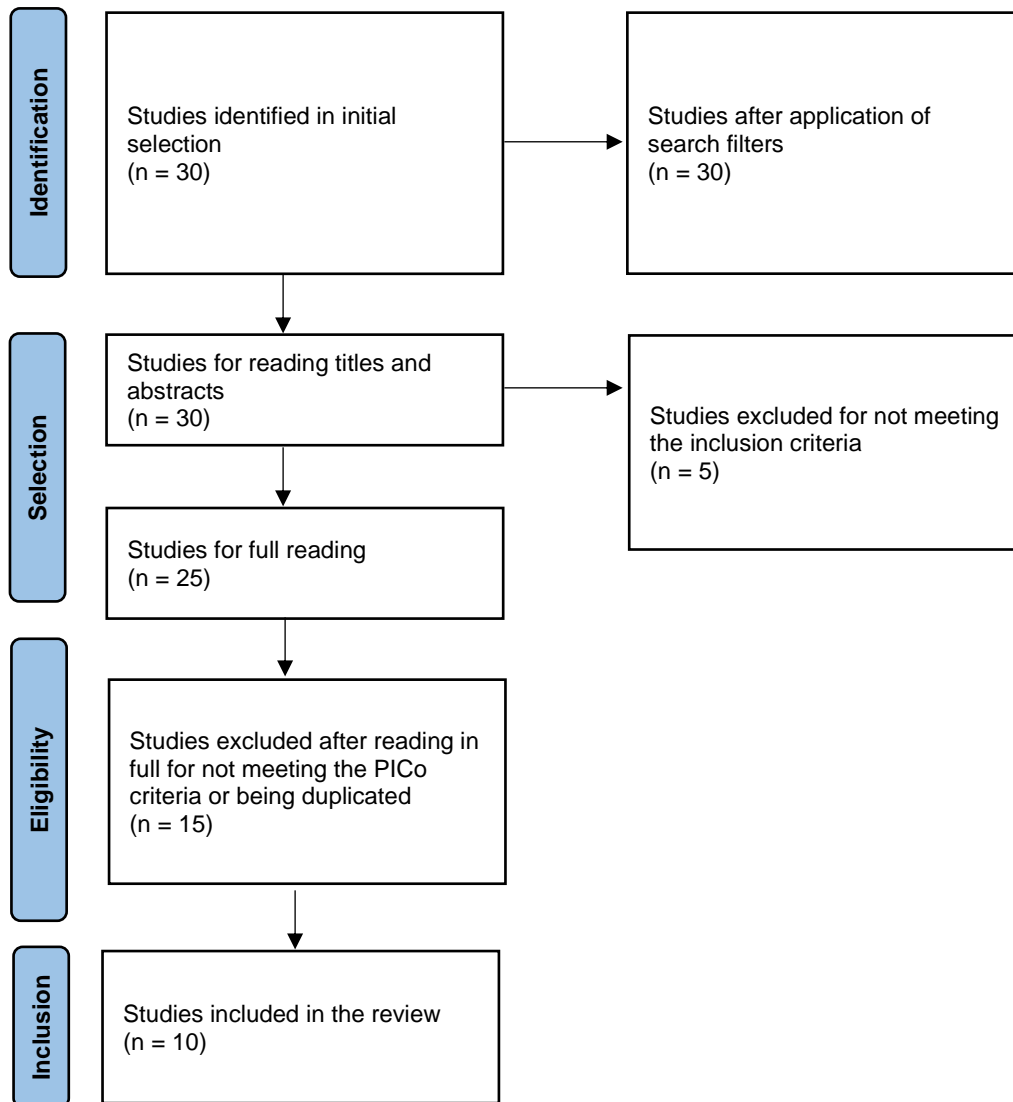 Identification
Studies identified in initial
selection
(n = 30)
Studies after application of
search filters
(n = 30)
Selection
Studies for reading titles and
abstracts
(n = 30)
Studies excluded for not meeting
the inclusion criteria
(n = 5)
Studies for full reading
(n = 25)
Eligibility
Studies excluded after reading in
full for not meeting the PICo
criteria or being duplicated
(n = 15)
Inclusion
Studies included in the review
(n = 10)